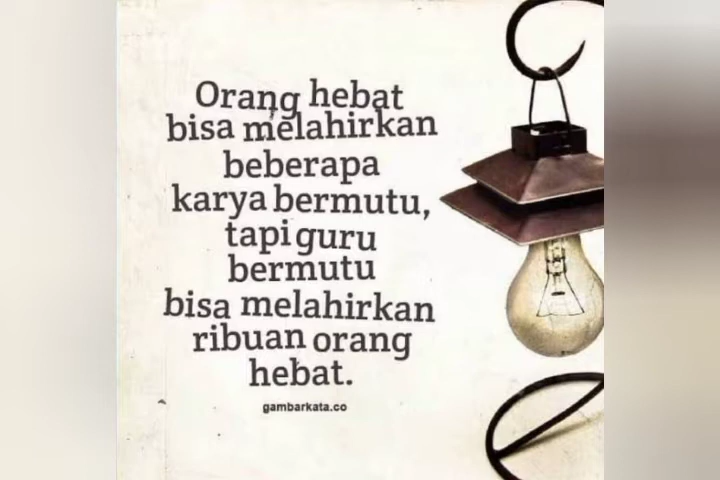 Orang hebat
bisa melahirkan
beberapa
karya bermutu,
tapi guru
bermutu
bisa melahirkan
ribuan orang
hebat.
gambarkata.co